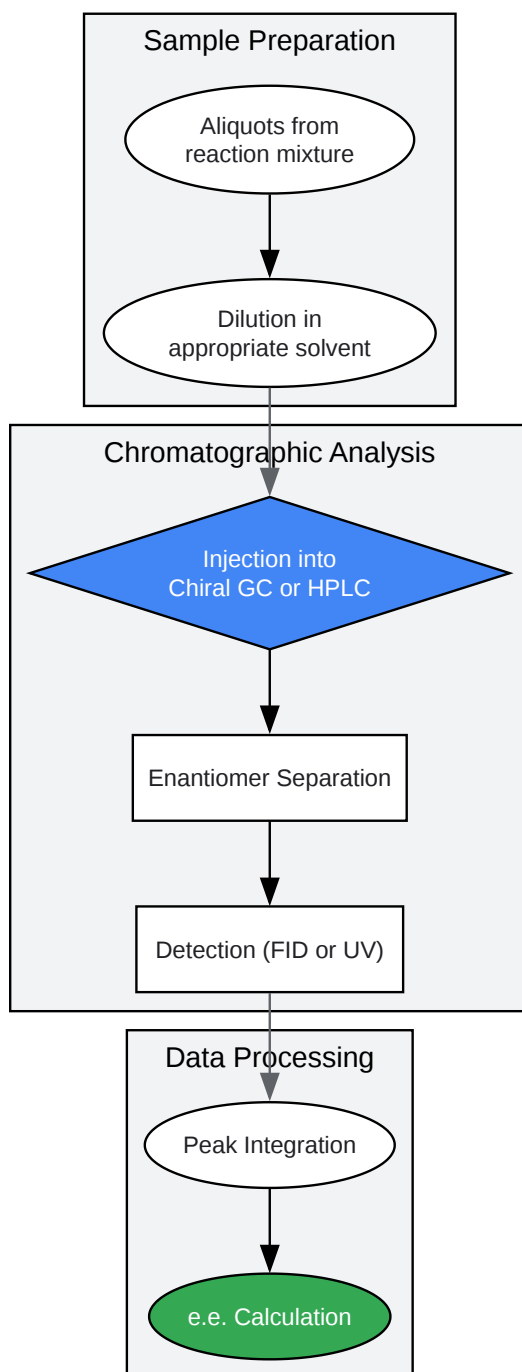 Sample Preparation
Aliquots from
reaction mixture
Dilution in
appropriate solvent
Chromatographic Analysis
Injection into
Chiral GC or HPLC
Enantiomer Separation
Detection (FID or UV)
Data Processing
Peak Integration
e.e. Calculation